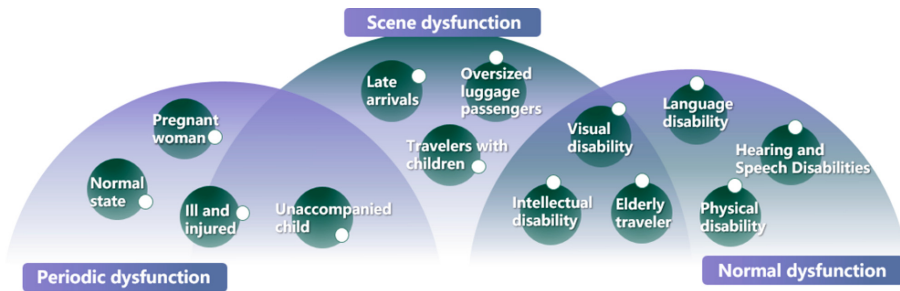 Scene dysfunction
Late
arrivals
Oversized
luggage
passengers
Travelers with
children
Pregnant
woman
Normal
state
Ill and
injured
Unaccompanied
child
Visual
disability
Language
disability
Hearing and
Speech Disabilities
Intellectual
disability
Elderly
traveler
Physical
disability
Periodic dysfunction
Normal dysfunction